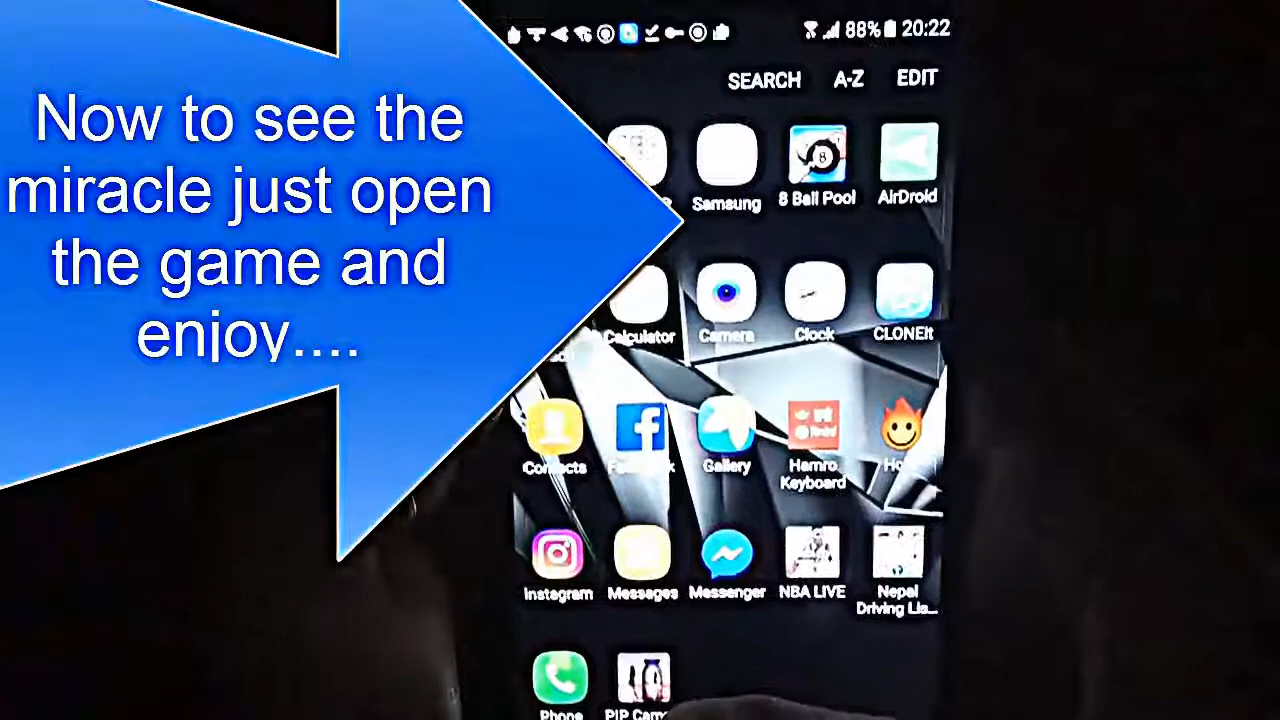 Now to see the
miracle just open
the game and
enjoy....
88% 20:22
SEARCH A-Z EDIT
Samsung 8 Ball Pool AirDroid
Calculator Camera Clock CLONEit
Contacts Gallery Hamro
Keyboard
Instagram Messages Messenger NBA LIVE Nepal
Driving Lis...
Phone PIP